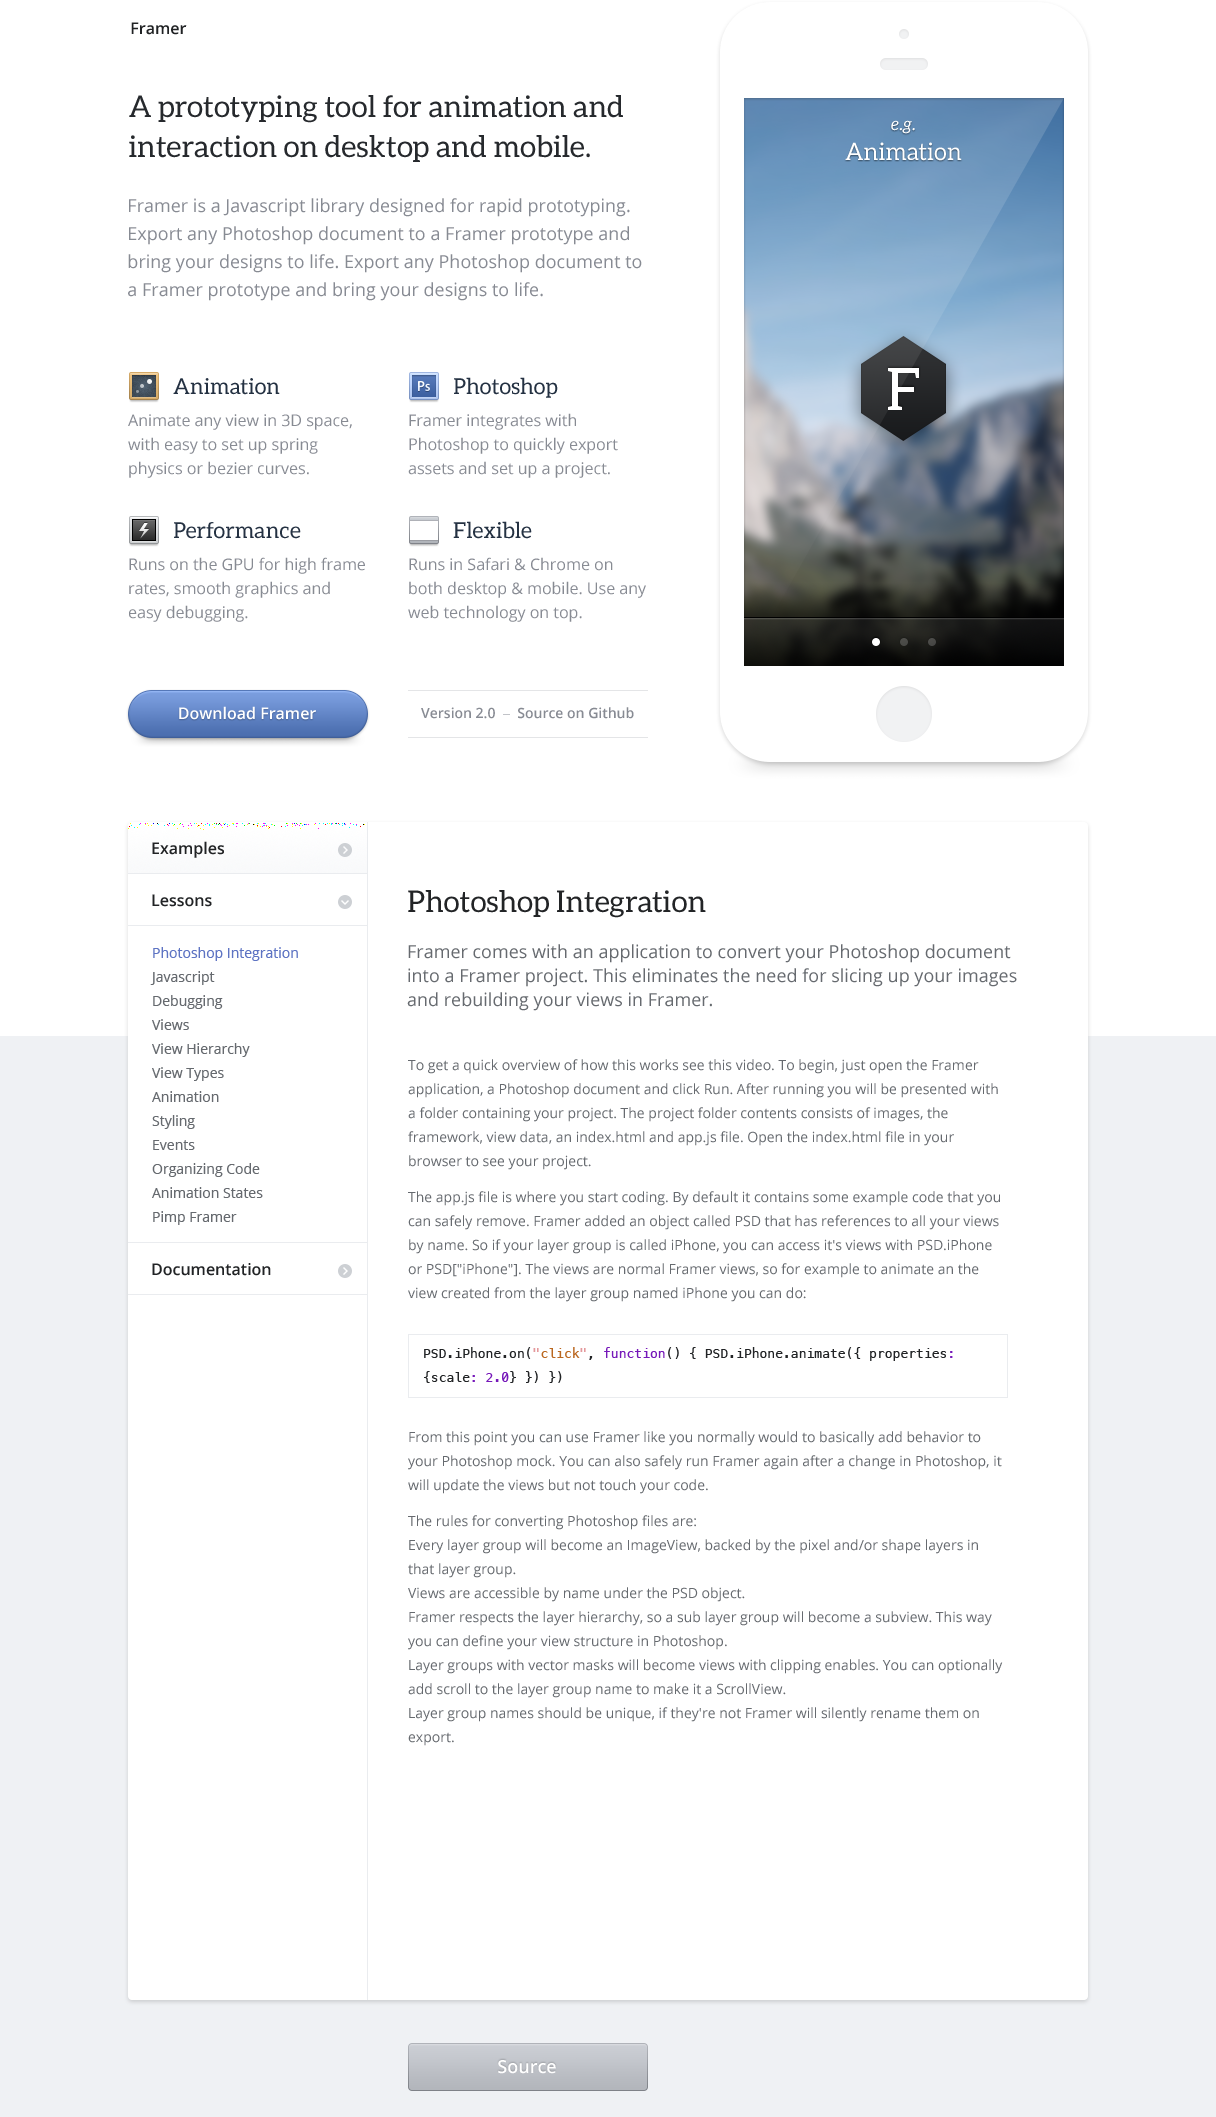 Framer
A prototyping tool for animation and
interaction on desktop and mobile.
Framer is a Javascript library designed for rapid prototyping.
Export any Photoshop document to a Framer prototype and
bring your designs to life. Export any Photoshop document to
a Framer prototype and bring your designs to life.
Animation
Animate any view in 3D space,
with easy to set up spring
physics or bezier curves.
Ps
Photoshop
Framer integrates with
Photoshop to quickly export
assets and set up a project.
Performance
Runs on the GPU for high frame
rates, smooth graphics and
easy debugging.
Flexible
Runs in Safari & Chrome on
both desktop & mobile. Use any
web technology on top.
Download Framer
Version 2.0 – Source on Github
e.g.
Animation
F
Examples
Lessons
Photoshop Integration
Javascript
Debugging
Views
View Hierarchy
View Types
Animation
Styling
Events
Organizing Code
Animation States
Pimp Framer
Documentation
Photoshop Integration
Framer comes with an application to convert your Photoshop document
into a Framer project. This eliminates the need for slicing up your images
and rebuilding your views in Framer.
To get a quick overview of how this works see this video. To begin, just open the Framer
application, a Photoshop document and click Run. After running you will be presented with
a folder containing your project. The project folder contents consists of images, the
framework, view data, an index.html and app.js file. Open the index.html file in your
browser to see your project.
The app.js file is where you start coding. By default it contains some example code that you
can safely remove. Framer added an object called PSD that has references to all your views
by name. So if your layer group is called iPhone, you can access it's views with PSD.iPhone
or PSD["iPhone"]. The views are normal Framer views, so for example to animate an the
view created from the layer group named iPhone you can do:
PSD.iPhone.on("click", function() { PSD.iPhone.animate({ properties:
{scale: 2.0} }) })
From this point you can use Framer like you normally would to basically add behavior to
your Photoshop mock. You can also safely run Framer again after a change in Photoshop, it
will update the views but not touch your code.
The rules for converting Photoshop files are:
Every layer group will become an ImageView, backed by the pixel and/or shape layers in
that layer group.
Views are accessible by name under the PSD object.
Framer respects the layer hierarchy, so a sub layer group will become a subview. This way
you can define your view structure in Photoshop.
Layer groups with vector masks will become views with clipping enables. You can optionally
add scroll to the layer group name to make it a ScrollView.
Layer group names should be unique, if they're not Framer will silently rename them on
export.
Source